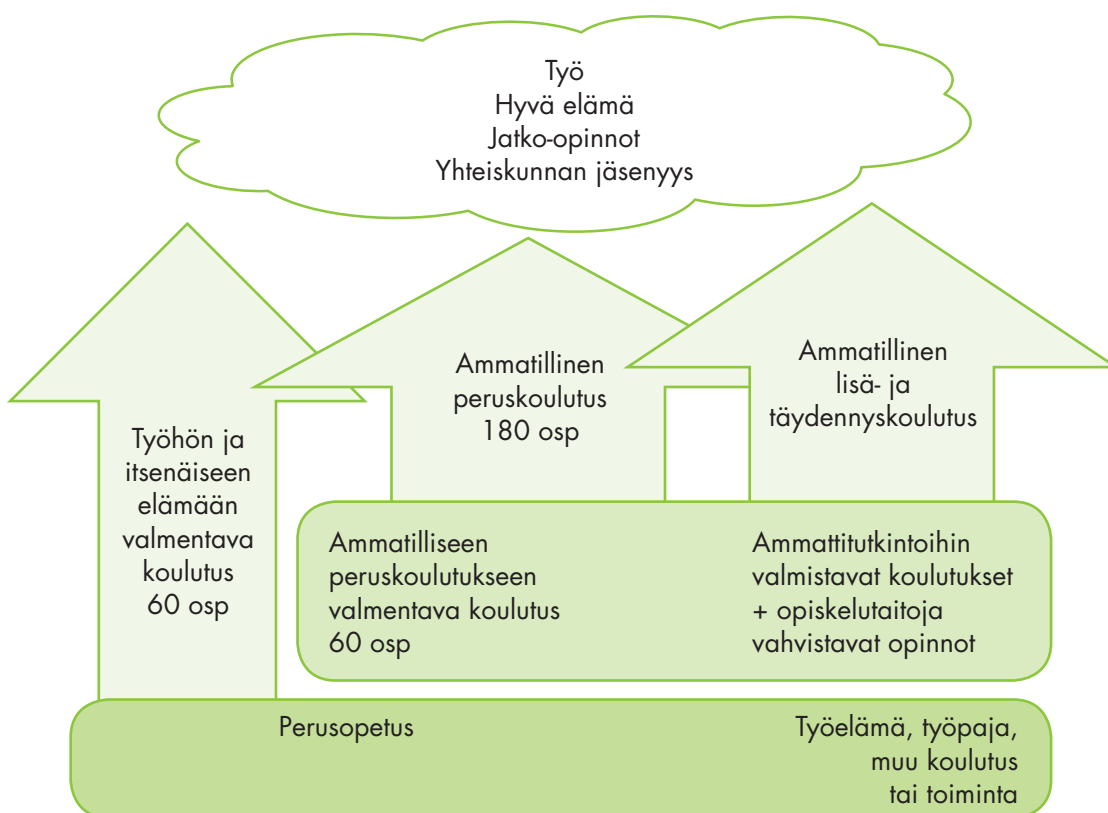 Työ
Hyvä elämä
Jatko-opinnot
Yhteiskunnan jäsenyys
Työhön ja
itsenäiseen
elämään
valmentava
koulutus
60 osp
Ammatillinen
peruskoulutus
180 osp
Ammatillinen
lisä- ja
täydennyskoulutus
Ammatilliseen
peruskoulutukseen
valmentava koulutus
60 osp
Ammattitutkintoihin
valmistavat koulutukset
+ opiskelutaitoja
vahvistavat opinnot
Perusopetus
Työelämä, työpaja,
muu koulutus
tai toiminta